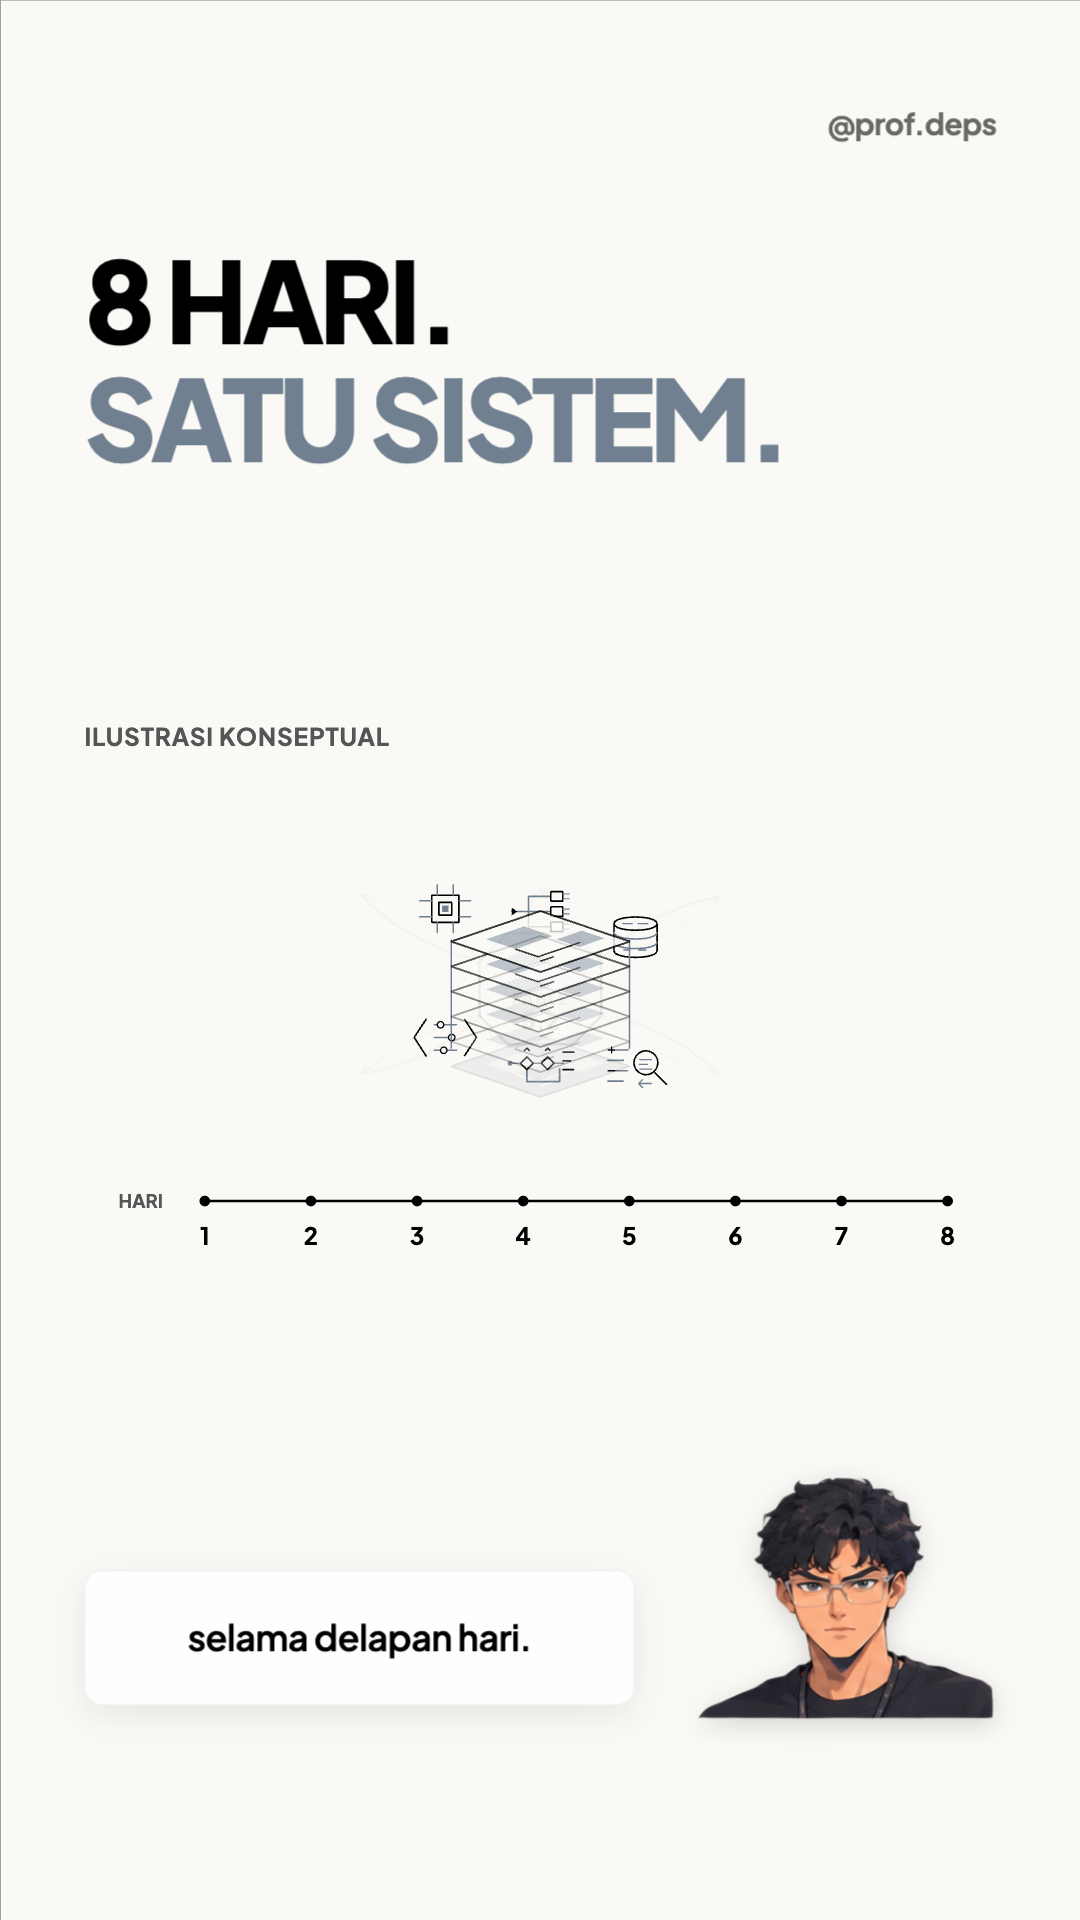 @prof.deps
8 HARI.
SATU SISTEM.
ILUSTRASI KONSEPTUAL
HARI
1 2 3 4 5 6 7 8
selama delapan hari.